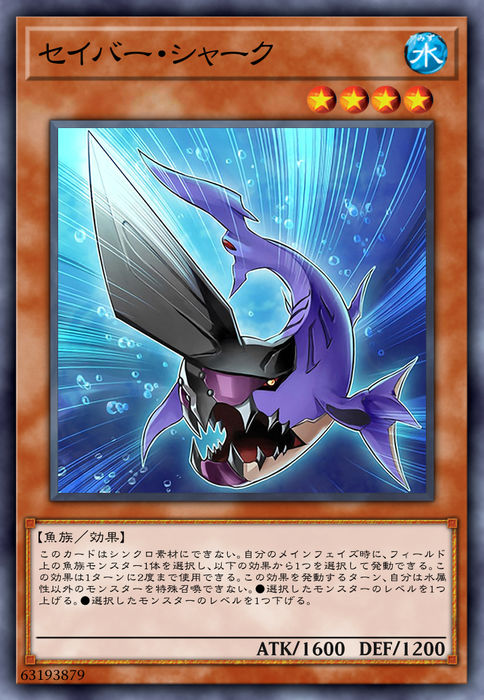 セイバー・シャーク
みず
水
【魚族／効果】
このカードはシンクロ素材にできない。自分のメインフェイズ時に、フィールド
上の魚族モンスター1体を選択し、以下の効果から1つを選択して発動できる。こ
の効果は1ターンに2度まで使用できる。この効果を発動するターン、自分は水属
性以外のモンスターを特殊召喚できない。●選択したモンスターのレベルを1つ
上げる。●選択したモンスターのレベルを1つ下げる。
ATK/1600 DEF/1200
63193879